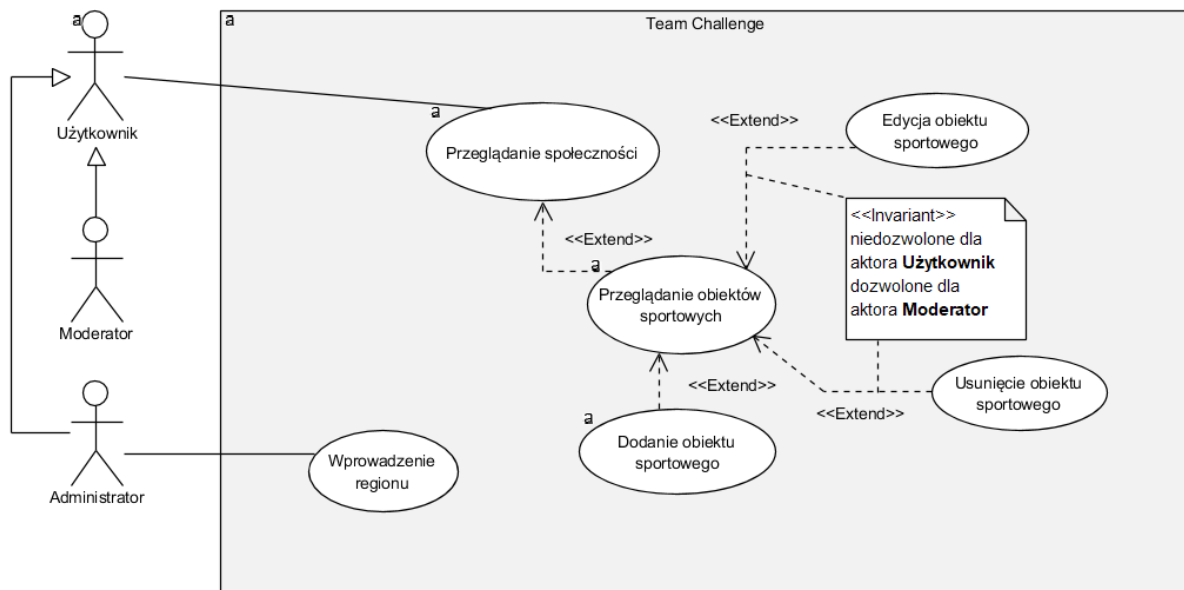 a
a
Team Challenge
Użytkownik
a
Przeglądanie społeczności
<<Extend>>
Edycja obiektu
sportowego
<<Invariant>>
niedozwolone dla
aktora Użytkownik
dozwolone dla
aktora Moderator
<<Extend>>
a
Przeglądanie obiektów
sportowych
Moderator
<<Extend>>
<<Extend>>
Usunięcie obiektu
sportowego
a
Dodanie obiektu
sportowego
Wprowadzenie
regionu
Administrator